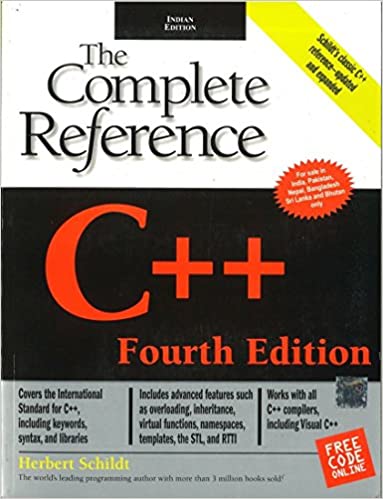 INDIAN
EDITION
The
Complete
Reference
Schildt's classic C++
reference—updated
and expanded
For sale in
India, Pakistan,
Nepal, Bangladesh
Sri Lanka and Bhutan
only
C++
Fourth Edition
Covers the International
Standard for C++,
including keywords,
syntax, and libraries
Includes advanced features such
as overloading, inheritance,
virtual functions, namespaces,
templates, the STL, and RTTI
Works with all
C++ compilers,
including Visual C++
FREE
CODE
ONLINE
Herbert Schildt
The world's leading programming author with more than 3 million books sold!